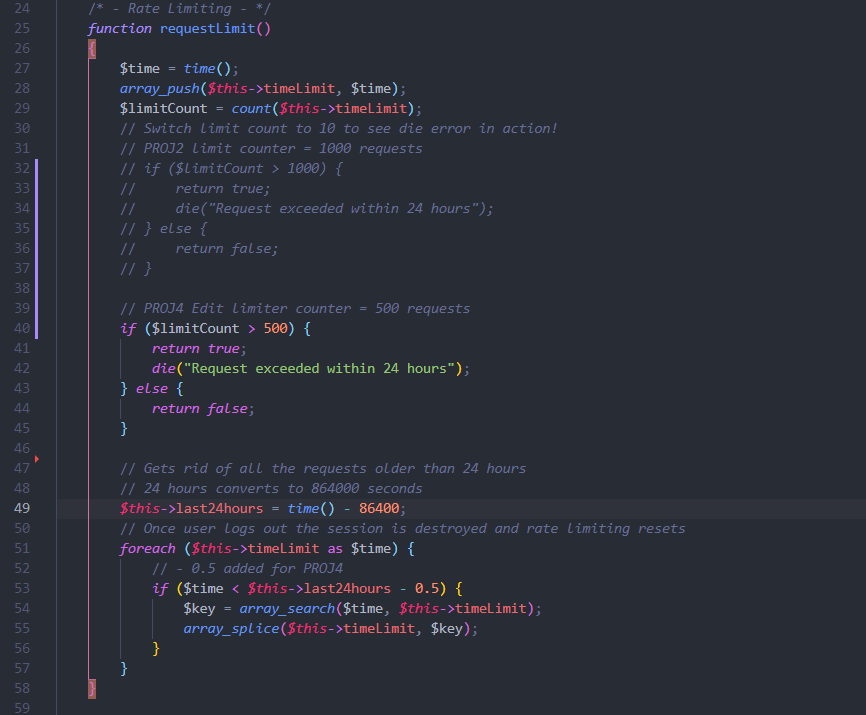 24 /* - Rate Limiting - */
25 function requestLimit()
26 {
27 $time = time();
28 array_push($this->timeLimit, $time);
29 $limitCount = count($this->timeLimit);
30 // Switch limit count to 10 to see die error in action!
31 // PROJ2 limit counter = 1000 requests
32 // if ($limitCount > 1000) {
33 //     return true;
34 //     die("Request exceeded within 24 hours");
35 // } else {
36 //     return false;
37 // }
38
39 // PROJ4 Edit limiter counter = 500 requests
40 if ($limitCount > 500) {
41 return true;
42 die("Request exceeded within 24 hours");
43 } else {
44 return false;
45 }
46
47 // Gets rid of all the requests older than 24 hours
48 // 24 hours converts to 864000 seconds
49 $this->last24hours = time() - 86400;
50 // Once user logs out the session is destroyed and rate limiting resets
51 foreach ($this->timeLimit as $time) {
52 // - 0.5 added for PROJ4
53 if ($time < $this->last24hours - 0.5) {
54 $key = array_search($time, $this->timeLimit);
55 array_splice($this->timeLimit, $key);
56 }
57 }
58 }
59